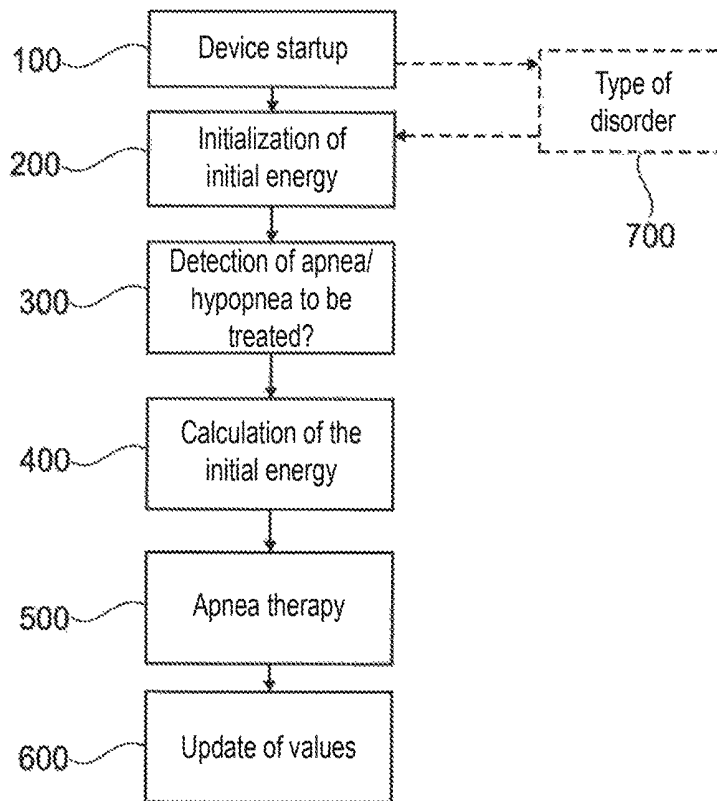 100
Device startup
Type of
disorder
700
200
Initialization of
initial energy
300
Detection of apnea/
hypopnea to be
treated?
400
Calculation of the
initial energy
500
Apnea therapy
600
Update of values